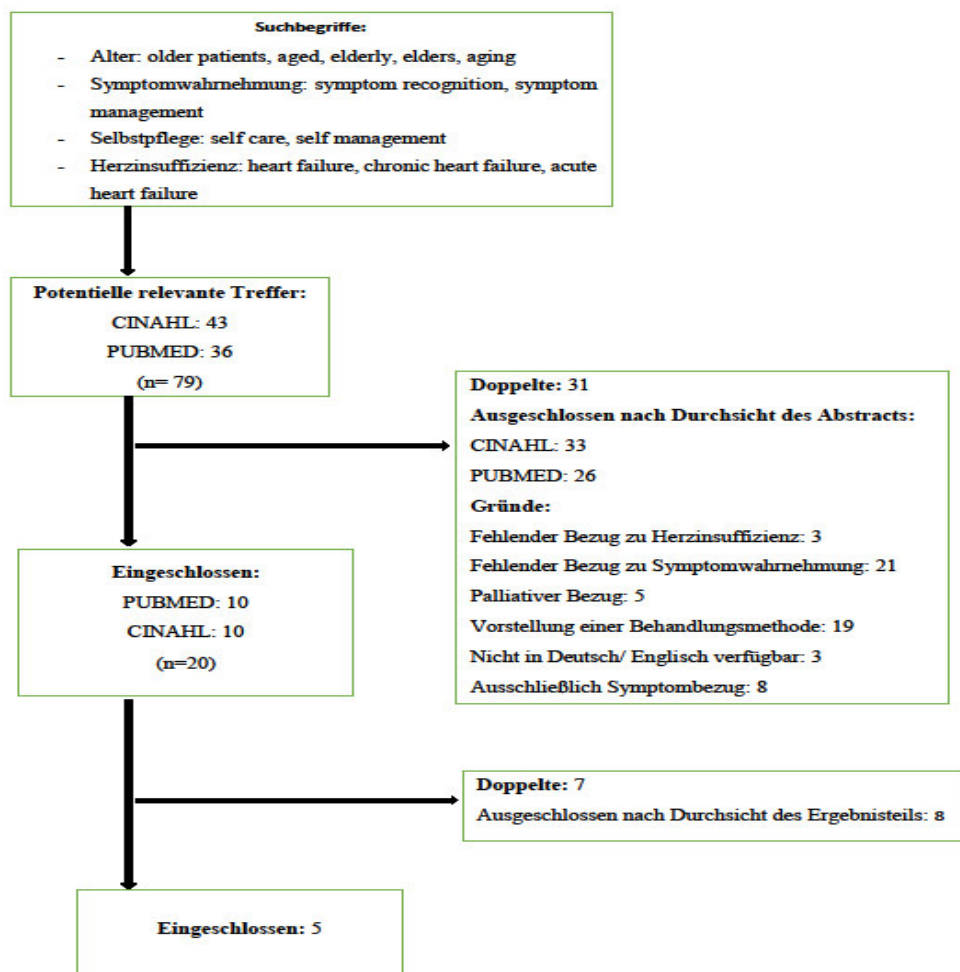 Suchbegriffe:
- Alter: older patients, aged, elderly, elders, aging
- Symptomwahrnehmung: symptom recognition, symptom
management
- Selbstpflege: self care, self management
- Herzinsuffizienz: heart failure, chronic heart failure, acute
heart failure
Potentielle relevante Treffer:
CINAHL: 43
PUBMED: 36
(n= 79)
Doppelte: 31
Ausgeschlossen nach Durchsicht des Abstracts:
CINAHL: 33
PUBMED: 26
Gründe:
Fehlender Bezug zu Herzinsuffizienz: 3
Fehlender Bezug zu Symptomwahrnehmung: 21
Palliativer Bezug: 5
Vorstellung einer Behandlungsmethode: 19
Nicht in Deutsch/ Englisch verfügbar: 3
Ausschließlich Symptombezug: 8
Eingeschlossen:
PUBMED: 10
CINAHL: 10
(n=20)
Doppelte: 7
Ausgeschlossen nach Durchsicht des Ergebnisteils: 8
Eingeschlossen: 5